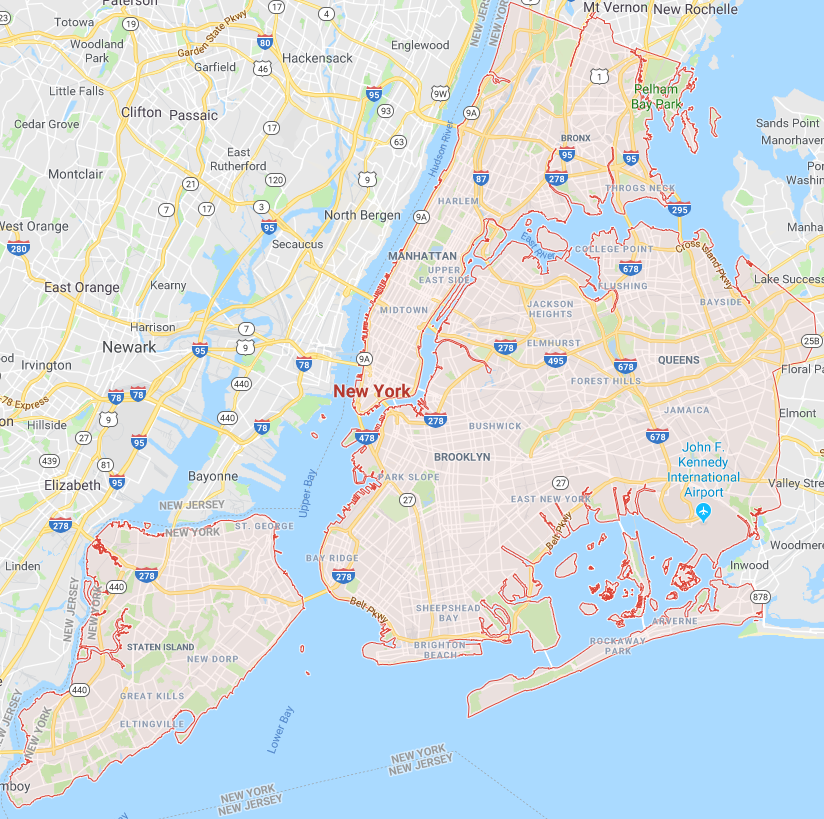 Paterson
Mt Vernon
New Rochelle
23
17
4
Totowa
19
Garden State Pkwy
NEW JERSEY
NEW YORK
Woodland
Park
80
Hackensack
Englewood
Garfield
46
1
Little Falls
95
9W
Pelham
Bay Park
Clifton
Passaic
93
9A
Cedar Grove
17
63
Hudson River
BRONX
Sands Point
Manorhaven
East
Rutherford
95
95
Montclair
120
9
87
278
THROGS NECK
21
7
17
3
HARLEM
295
West Orange
95
North Bergen
9A
280
Secaucus
East River
COLLEGE POINT
Cross Island Pkwy
MANHATTAN
UPPER
EAST SIDE
678
East Orange
Kearny
FLUSHING
Lake Success
BAYSIDE
MIDTOWN
JACKSON
HEIGHTS
Harrison
7
Newark
9
95
ELMHURST
278
25B
Irvington
78
9A
495
678
QUEENS
Floral
440
New York
FOREST HILLS
78
78
78 Express
Hillside
9
440
78
278
JAMAICA
Elmont
27
95
478
BUSHWICK
678
439
81
BROOKLYN
John F.
Kennedy
International
Airport
Elizabeth
95
Bayonne
Upper Bay
PARK SLOPE
27
Valley
NEW JERSEY
27
EAST NEW YORK
278
NEW YORK
ST. GEORGE
Belt Pkwy
Woodmere
Linden
BAY RIDGE
Inwood
278
278
440
878
NEW JERSEY
NEW YORK
Belt Pkwy
SHEEPSHEAD
BAY
ARVERNE
STATEN ISLAND
NEW DORP
BRIGHTON
BEACH
ROCKAWAY
PARK
440
GREAT KILLS
ELTINGVILLE
Lower Bay
NEW JERSEY
NEW YORK
NEW YORK
NEW JERSEY
NEW YORK
NEW JERSEY
mboy